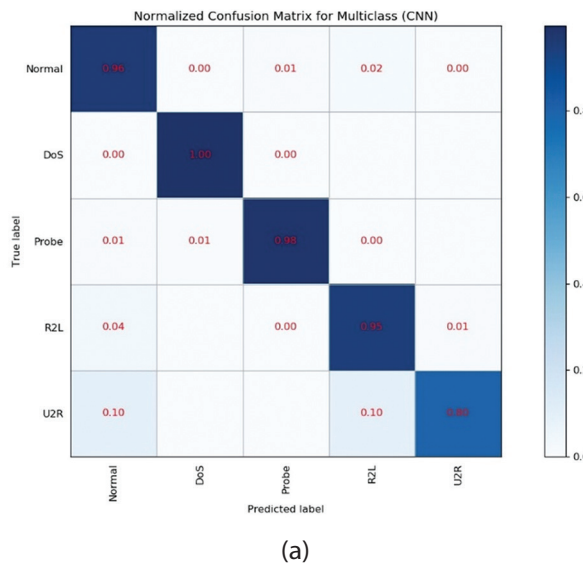 Normalized Confusion Matrix for Multiclass (CNN)
Normal 0.96 0.00 0.01 0.02 0.00
DoS 0.00 1.00 0.00
Probe 0.01 0.01 0.98 0.00
R2L 0.04 0.00 0.95 0.01
U2R 0.10 0.10 0.80
True label
Normal DoS Probe R2L U2R
Predicted label
(a)